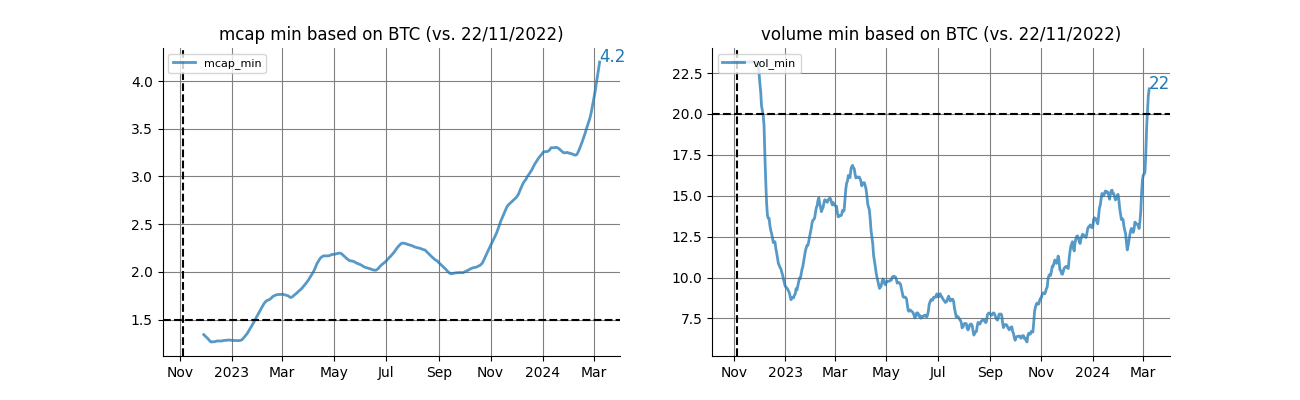 mcap min based on BTC (vs. 22/11/2022)
mcap_min
4.2
4.0
3.5
3.0
2.5
2.0
1.5
Nov 2023 Mar May Jul Sep Nov 2024 Mar
volume min based on BTC (vs. 22/11/2022)
vol_min
22
22.5
20.0
17.5
15.0
12.5
10.0
7.5
Nov 2023 Mar May Jul Sep Nov 2024 Mar